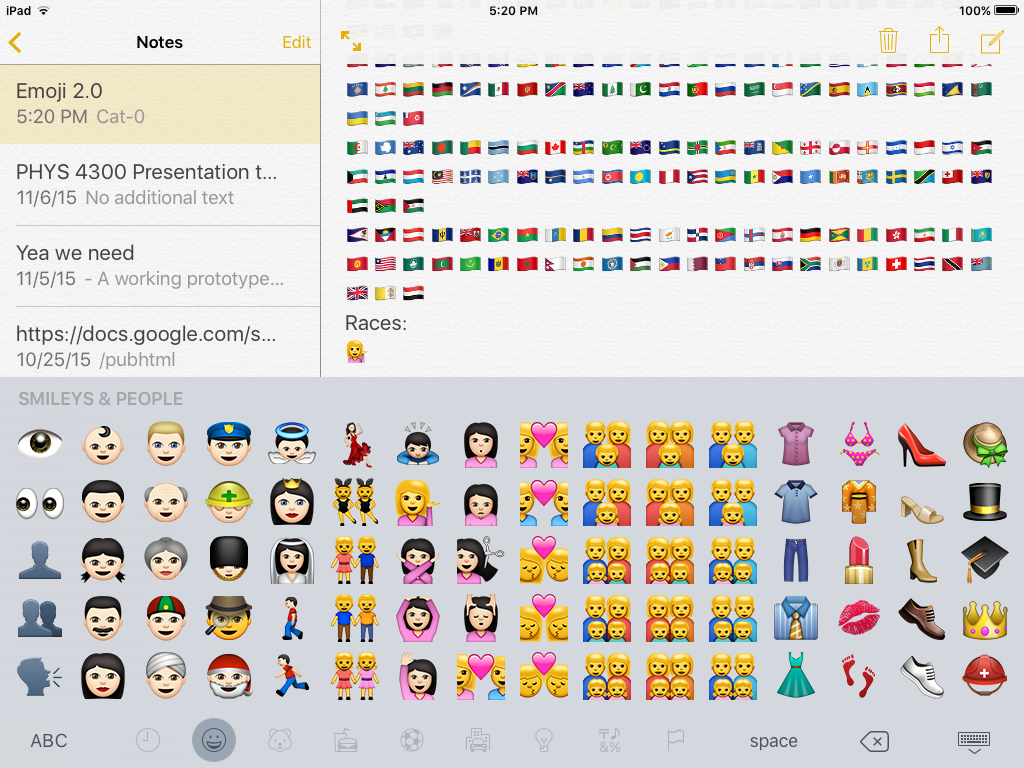 iPad 5:20 PM 100%
Notes Edit
Emoji 2.0
5:20 PM Cat-0
PHYS 4300 Presentation t...
11/6/15 No additional text
Yea we need
11/5/15 - A working prototype...
https://docs.google.com/s...
10/25/15 /pubhtml
Races:
SMILEYS & PEOPLE
ABC space